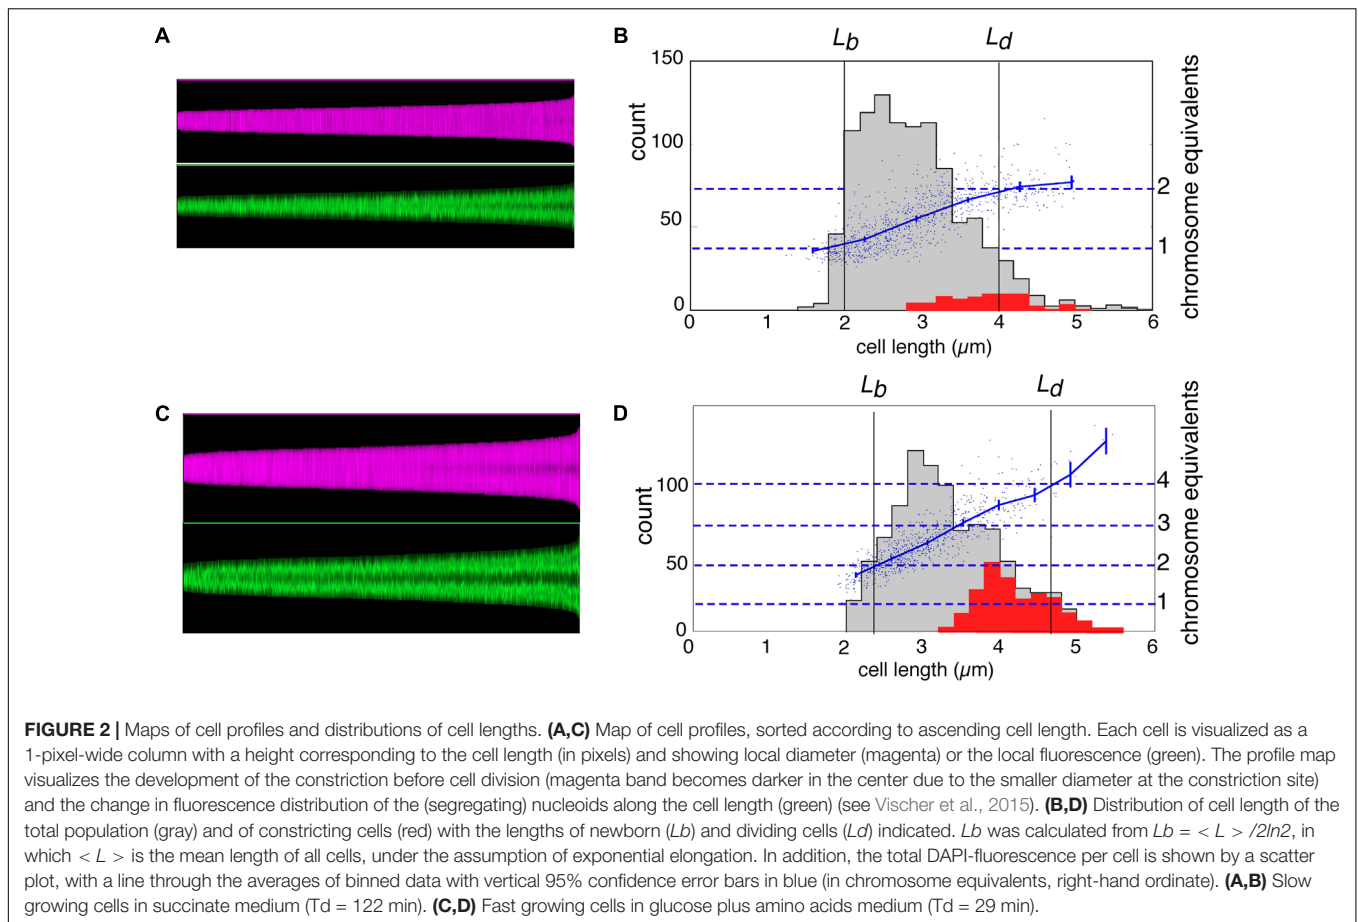 A
B
Lb
Ld
150
100
50
0
count
2
1
chromosome equivalents
0 1 2 3 4 5 6
cell length (µm)
C
D
Lb
Ld
100
50
0
count
4
3
2
1
chromosome equivalents
0 1 2 3 4 5 6
cell length (µm)
FIGURE 2 | Maps of cell profiles and distributions of cell lengths. (A,C) Map of cell profiles, sorted according to ascending cell length. Each cell is visualized as a
1-pixel-wide column with a height corresponding to the cell length (in pixels) and showing local diameter (magenta) or the local fluorescence (green). The profile map
visualizes the development of the constriction before cell division (magenta band becomes darker in the center due to the smaller diameter at the constriction site)
and the change in fluorescence distribution of the (segregating) nucleoids along the cell length (green) (see Vischer et al., 2015). (B,D) Distribution of cell length of the
total population (gray) and of constricting cells (red) with the lengths of newborn (Lb) and dividing cells (Ld) indicated. Lb was calculated from Lb = < L > /2ln2, in
which < L > is the mean length of all cells, under the assumption of exponential elongation. In addition, the total DAPI-fluorescence per cell is shown by a scatter
plot, with a line through the averages of binned data with vertical 95% confidence error bars in blue (in chromosome equivalents, right-hand ordinate). (A,B) Slow
growing cells in succinate medium (Td = 122 min). (C,D) Fast growing cells in glucose plus amino acids medium (Td = 29 min).